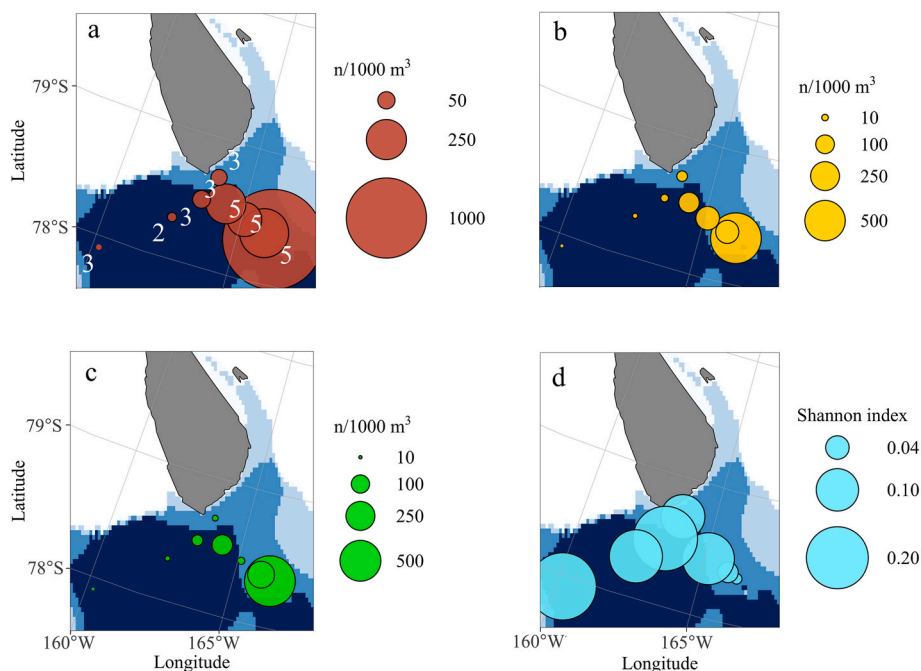 a
n/1000 m³
50
250
1000
79°S
78°S
Latitude
3
3
5
3
5
2
3
5
b
n/1000 m³
10
100
250
500
c
n/1000 m³
10
100
250
500
79°S
78°S
Latitude
160°W
165°W
Longitude
d
Shannon index
0.04
0.10
0.20
160°W
165°W
Longitude